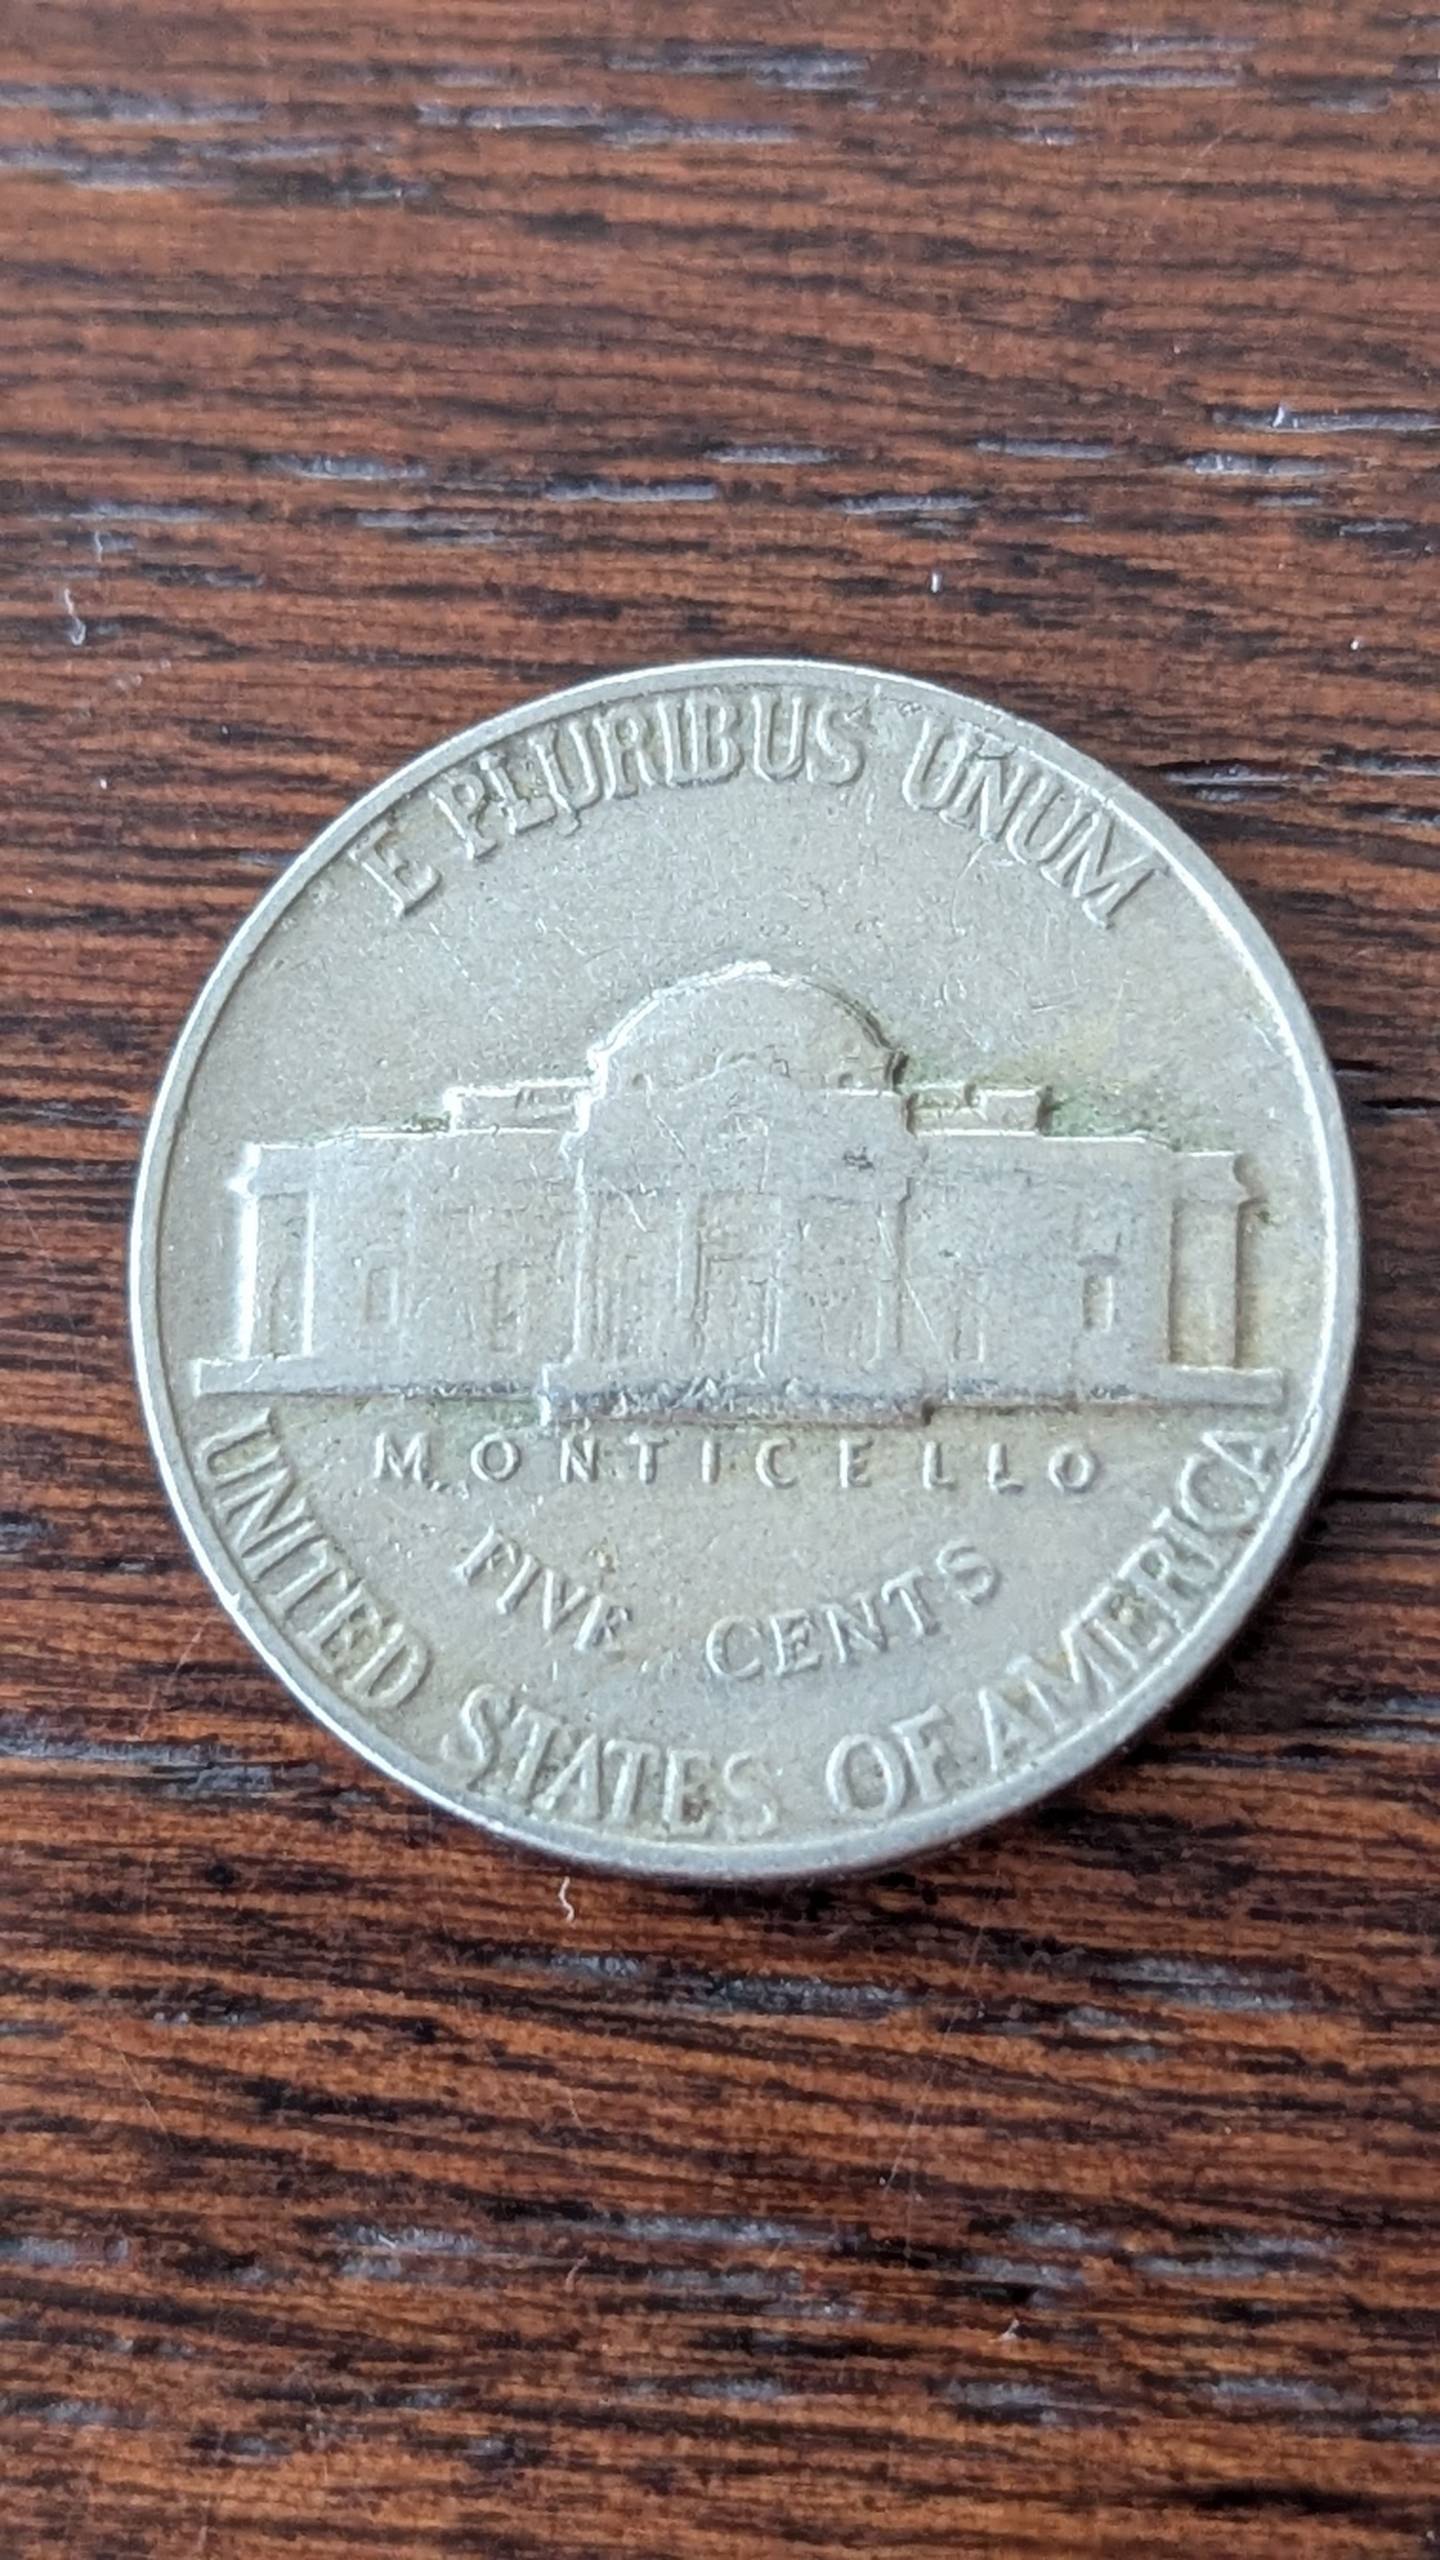 E PLURIBUS UNUM
MONTICELLO
FIVE CENTS
UNITED STATES OF AMERICA